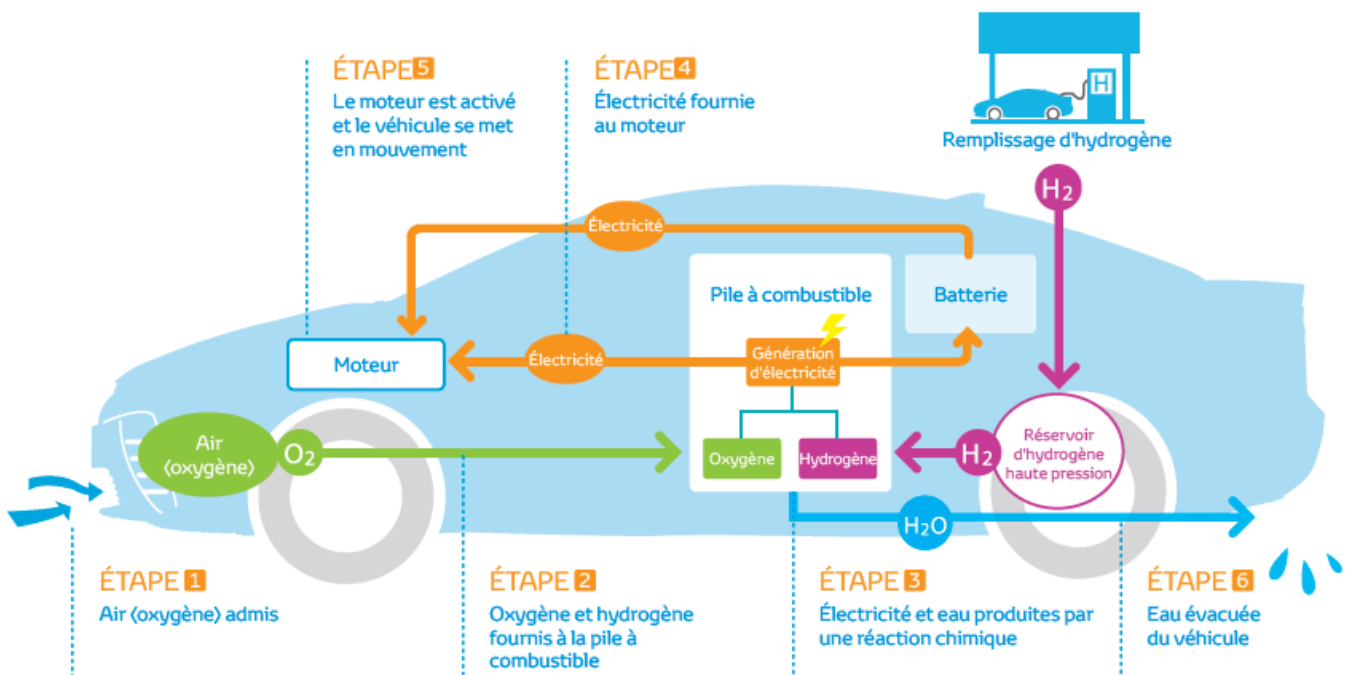 ÉTAPE 5
Le moteur est activé
et le véhicule se met
en mouvement
ÉTAPE 4
Électricité fournie
au moteur
H
Remplissage d'hydrogène
H2
Électricité
Pile à combustible
Batterie
Moteur
Électricité
Génération
d'électricité
Air
(oxygène)
O2
Oxygène
Hydrogène
H2
Réservoir
d'hydrogène
haute pression
H2O
ÉTAPE 1
Air (oxygène) admis
ÉTAPE 2
Oxygène et hydrogène
fournis à la pile à
combustible
ÉTAPE 3
Électricité et eau produites par
une réaction chimique
ÉTAPE 6
Eau évacuée
du véhicule